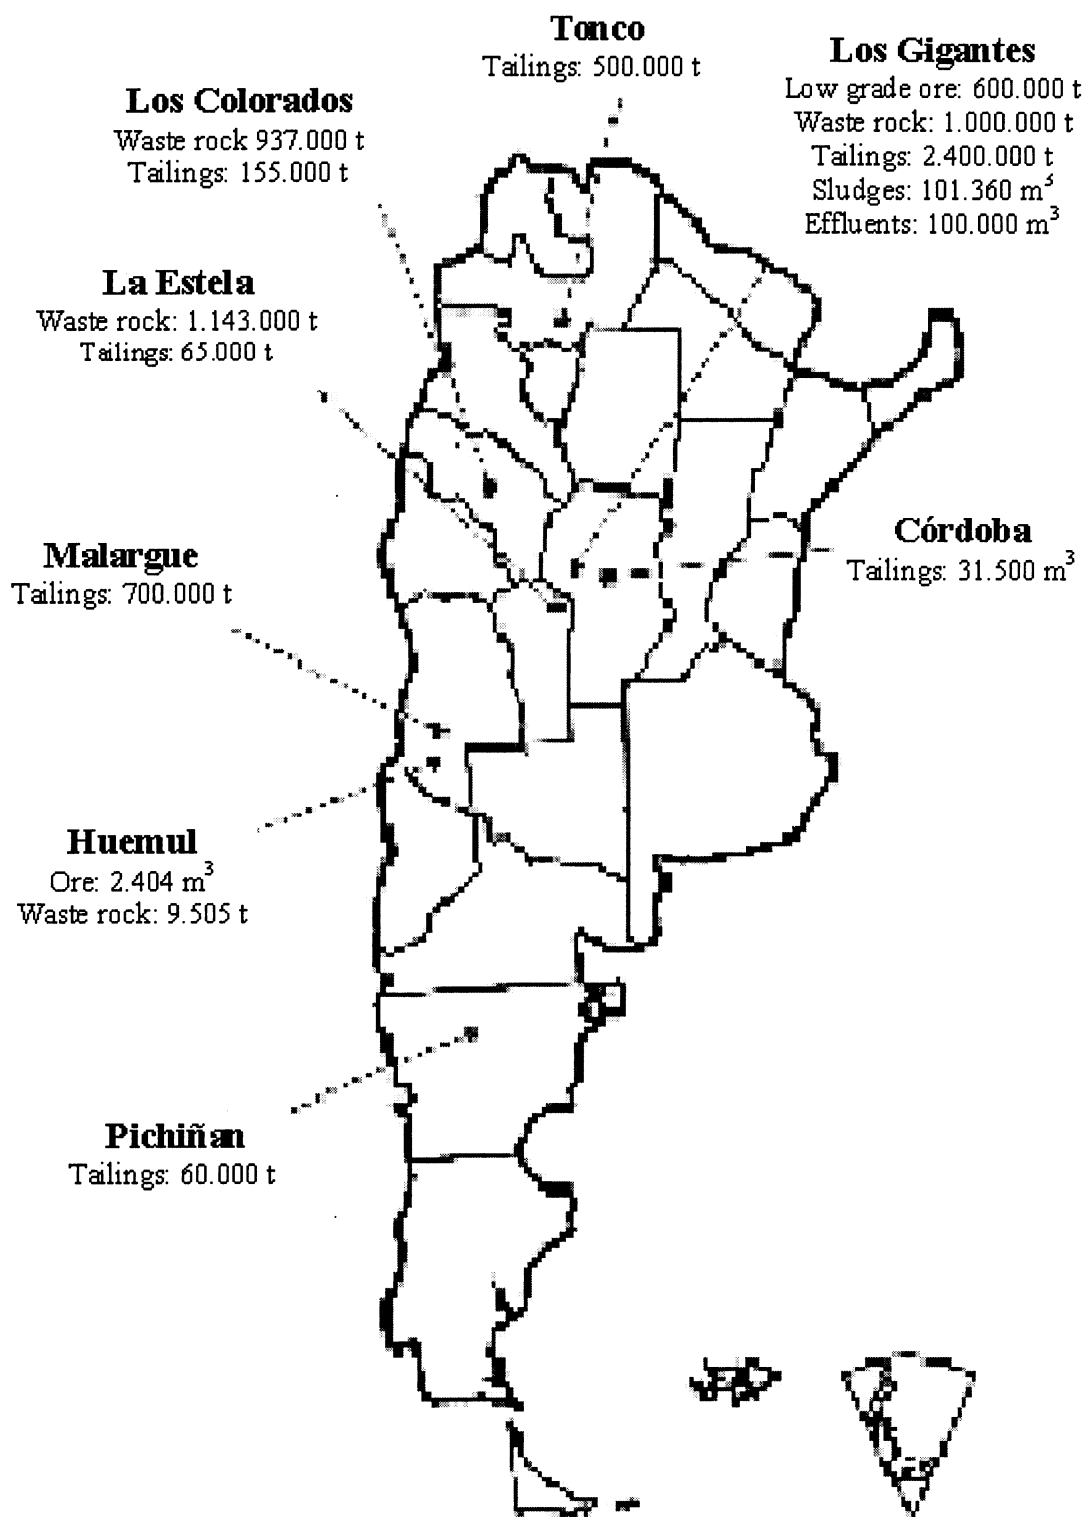 Tonco
Tailings: 500.000 t
Los Gigantes
Low grade ore: 600.000 t
Waste rock: 1.000.000 t
Tailings: 2.400.000 t
Sludges: 101.360 m³
Effluents: 100.000 m³
Los Colorados
Waste rock 937.000 t
Tailings: 155.000 t
La Estela
Waste rock: 1.143.000 t
Tailings: 65.000 t
Córdoba
Tailings: 31.500 m³
Malargue
Tailings: 700.000 t
Huemul
Ore: 2.404 m³
Waste rock: 9.505 t
Pichiñan
Tailings: 60.000 t